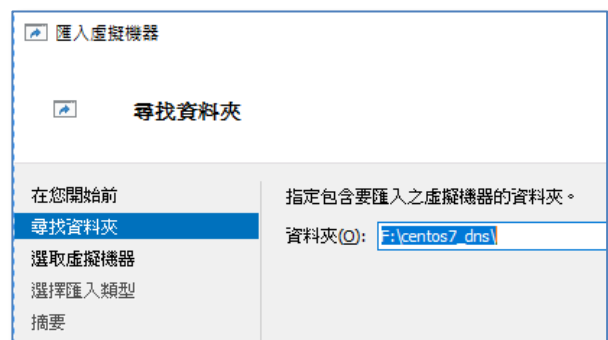 匯入虛擬機器
尋找資料夾
在您開始前
尋找資料夾
選取虛擬機器
選擇匯入類型
摘要
指定包含要匯入之虛擬機器的資料夾。
資料夾(O): F:\centos7_dns\